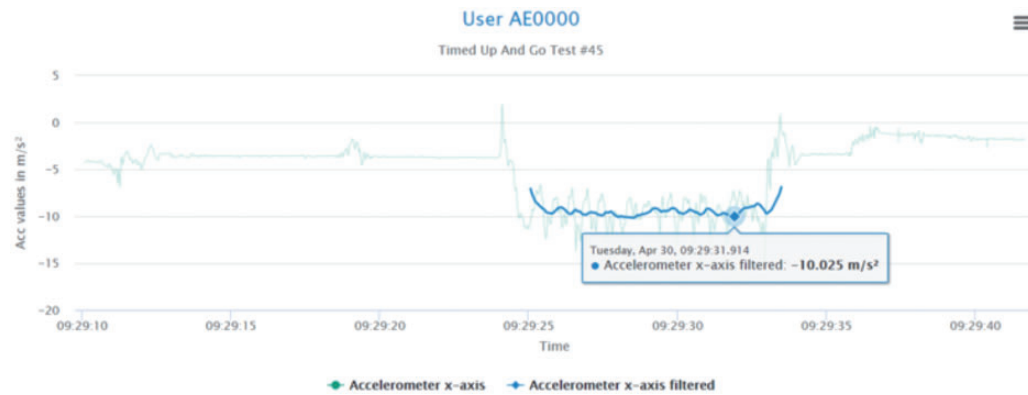 User AE0000
Timed Up And Go Test #45
Acc values in m/s²
5
0
-5
-10
-15
-20
Tuesday, Apr 30, 09:29:31.914
Accelerometer x-axis filtered: -10.025 m/s²
09:29:10 09:29:15 09:29:20 09:29:25 09:29:30 09:29:35 09:29:40
Time
Accelerometer x-axis Accelerometer x-axis filtered